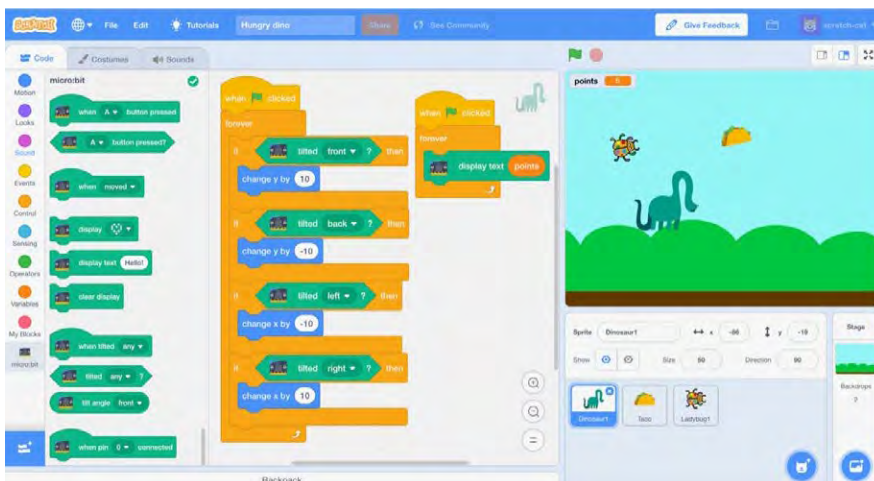 SCRATCH File Edit Tutorials Hungry dino Share See Community Give Feedback scratch-cat
Code Costumes Sounds
Motion
Looks
Sound
Events
Control
Sensing
Operators
Variables
My Blocks
micro:bit
micro:bit
when A button pressed
A button pressed?
when moved
display
display text Hello!
clear display
when tilted any
tilted any ?
tilt angle front
when pin 0 connected
when clicked
forever
if tilted front ? then
change y by 10
if tilted back ? then
change y by -10
if tilted left ? then
change x by -10
if tilted right ? then
change x by 10
when clicked
forever
display text points
Backpack
points
Sprite Dinosaur1 x y
Show Size Direction 90
Dinosaur1 Taco Ladybug1
Stage
Backdrops
2